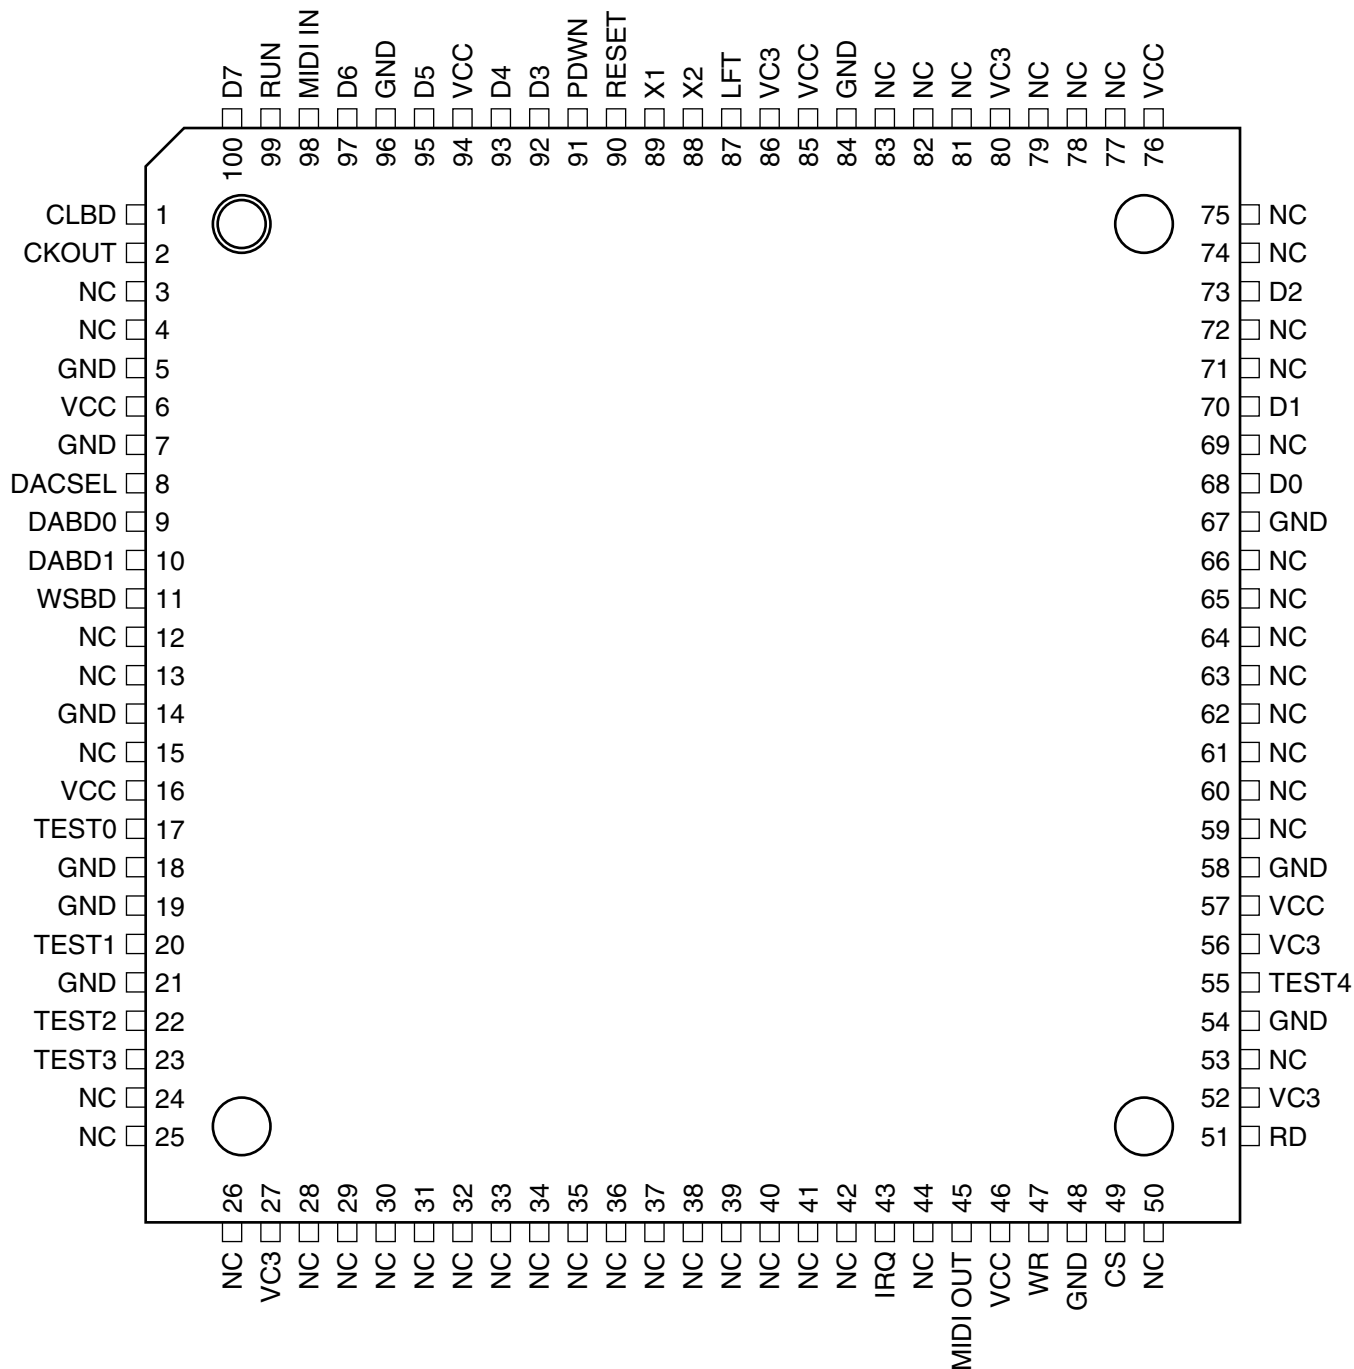 D7 RUN MIDI IN D6 GND D5 VCC D4 D3 PDWN RESET X1 X2 LFT VC3 VCC GND NC NC NC VC3 NC NC NC VCC
100 99 98 97 96 95 94 93 92 91 90 89 88 87 86 85 84 83 82 81 80 79 78 77 76
CLBD 1
CKOUT 2
NC 3
NC 4
GND 5
VCC 6
GND 7
DACSEL 8
DABD0 9
DABD1 10
WSBD 11
NC 12
NC 13
GND 14
NC 15
VCC 16
TEST0 17
GND 18
GND 19
TEST1 20
GND 21
TEST2 22
TEST3 23
NC 24
NC 25
75 NC
74 NC
73 D2
72 NC
71 NC
70 D1
69 NC
68 D0
67 GND
66 NC
65 NC
64 NC
63 NC
62 NC
61 NC
60 NC
59 NC
58 GND
57 VCC
56 VC3
55 TEST4
54 GND
53 NC
52 VC3
51 RD
26 27 28 29 30 31 32 33 34 35 36 37 38 39 40 41 42 43 44 45 46 47 48 49 50
NC VC3 NC NC NC NC NC NC NC NC NC NC NC NC NC NC NC IRQ NC MIDI OUT VCC WR GND CS NC